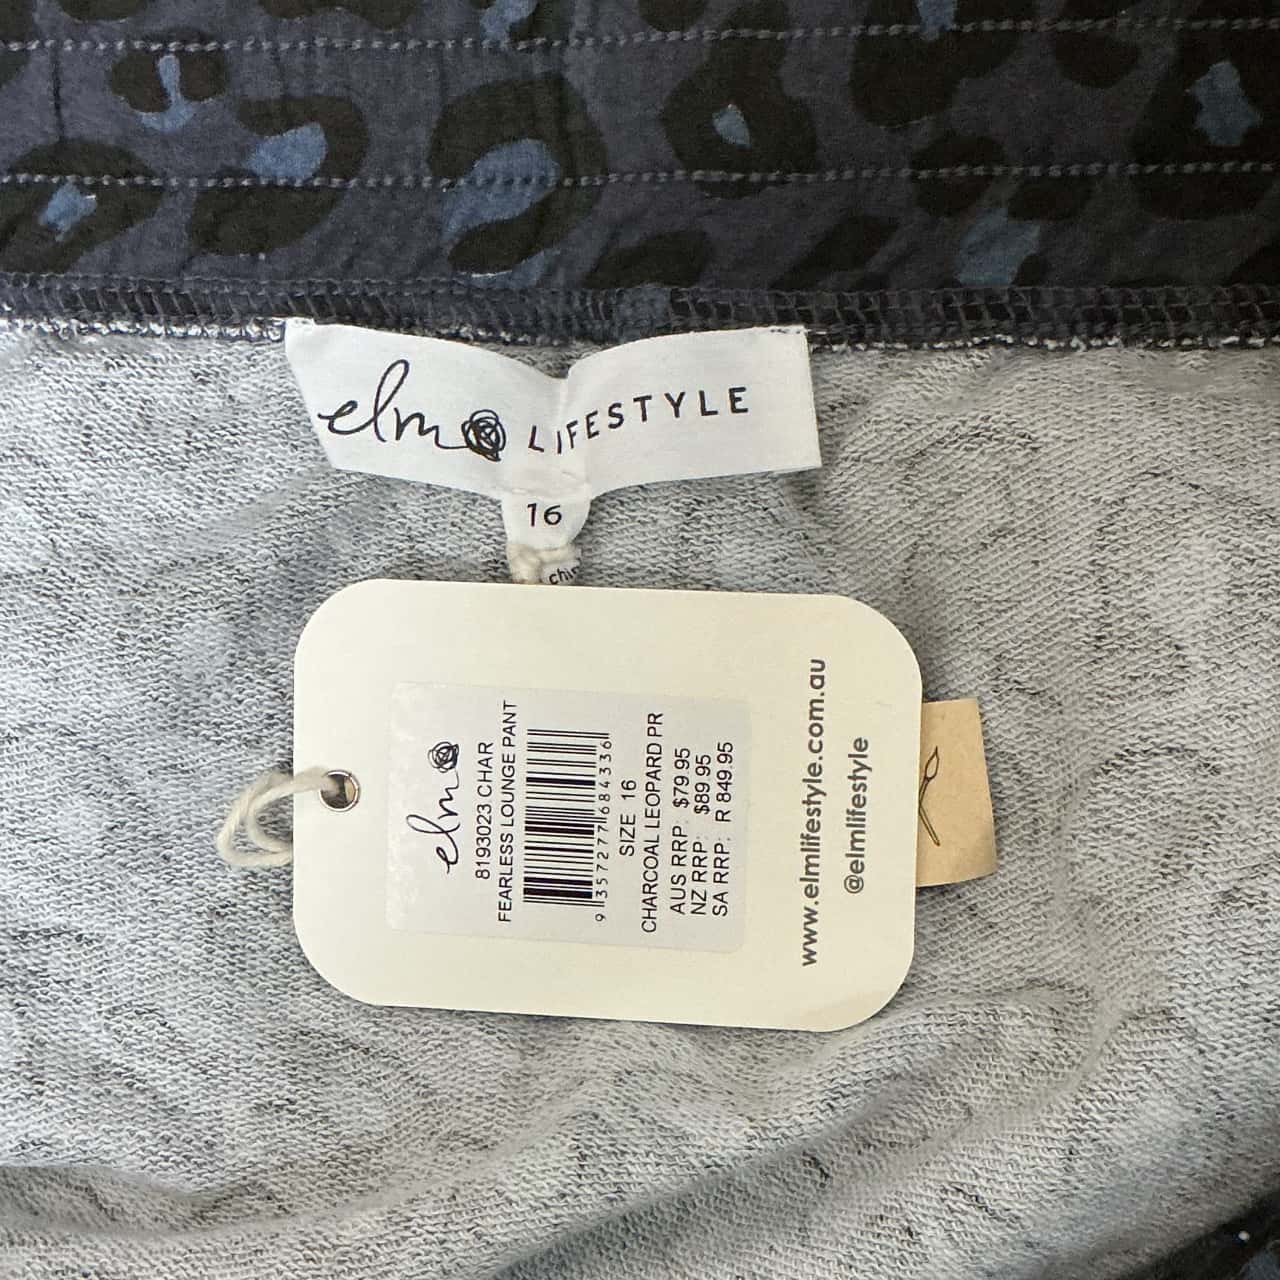 elm LIFESTYLE
16
elm
8193023 CHAR
FEARLESS LOUNGE PANT
9 357277 684336
SIZE 16
CHARCOAL LEOPARD PR
AUS RRP: $79.95
NZ RRP: $89.95
SA RRP: R 849.95
www.elmlifestyle.com.au
@elmlifestyle